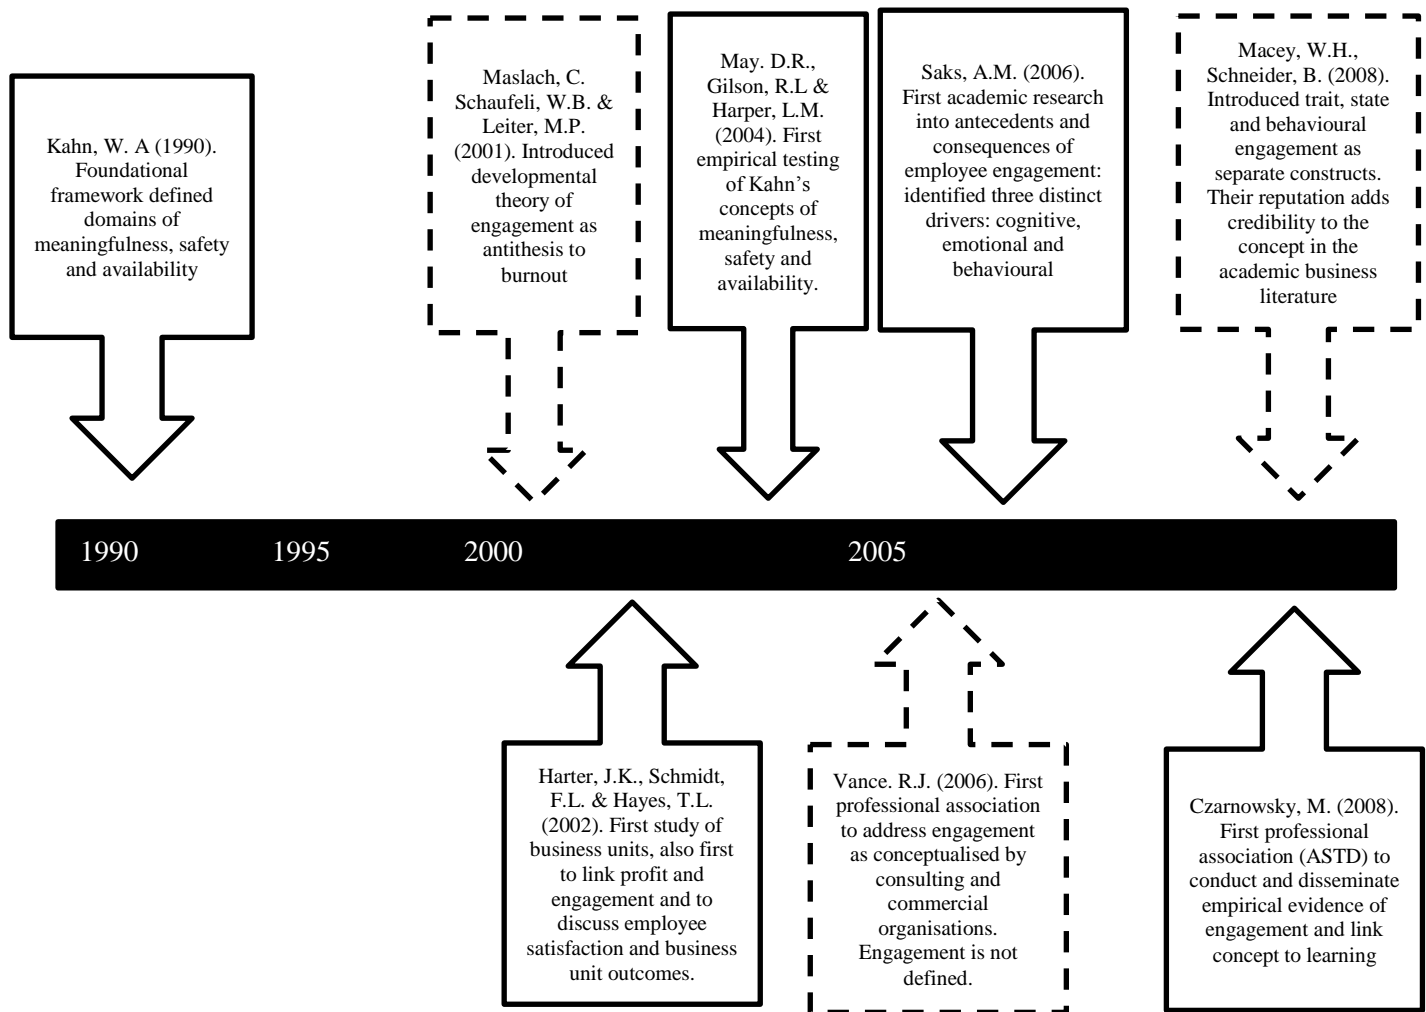 Kahn, W. A (1990).
Foundational
framework defined
domains of
meaningfulness, safety
and availability
Maslach, C.
Schaufeli, W.B. &
Leiter, M.P.
(2001). Introduced
developmental
theory of
engagement as
antithesis to
burnout
May. D.R.,
Gilson, R.L &
Harper, L.M.
(2004). First
empirical testing
of Kahn’s
concepts of
meaningfulness,
safety and
availability.
Saks, A.M. (2006).
First academic research
into antecedents and
consequences of
employee engagement:
identified three distinct
drivers: cognitive,
emotional and
behavioural
Macey, W.H.,
Schneider, B. (2008).
Introduced trait, state
and behavioural
engagement as
separate constructs.
Their reputation adds
credibility to the
concept in the
academic business
literature
1990 1995 2000 2005
Harter, J.K., Schmidt,
F.L. & Hayes, T.L.
(2002). First study of
business units, also first
to link profit and
engagement and to
discuss employee
satisfaction and business
unit outcomes.
Vance. R.J. (2006). First
professional association
to address engagement
as conceptualised by
consulting and
commercial
organisations.
Engagement is not
defined.
Czarnowsky, M. (2008).
First professional
association (ASTD) to
conduct and disseminate
empirical evidence of
engagement and link
concept to learning